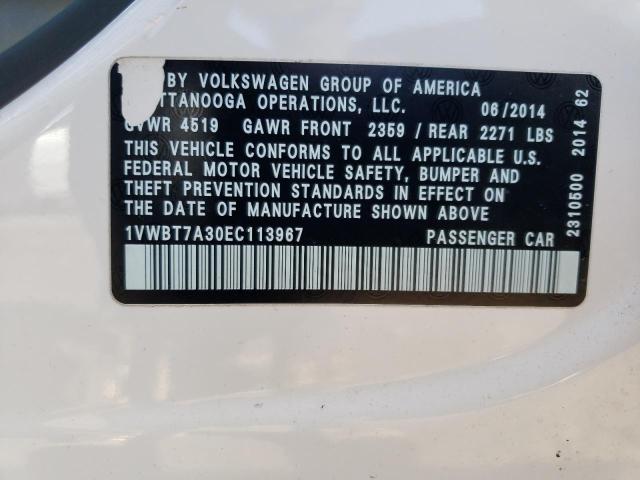 BY VOLKSWAGEN GROUP OF AMERICA
TTANOOGA OPERATIONS, LLC. 06/2014
GVWR 4519 GAWR FRONT 2359 / REAR 2271 LBS
THIS VEHICLE CONFORMS TO ALL APPLICABLE U.S.
FEDERAL MOTOR VEHICLE SAFETY, BUMPER AND
THEFT PREVENTION STANDARDS IN EFFECT ON
THE DATE OF MANUFACTURE SHOWN ABOVE
1VWBT7A30EC113967 PASSENGER CAR
2310500 2014 62